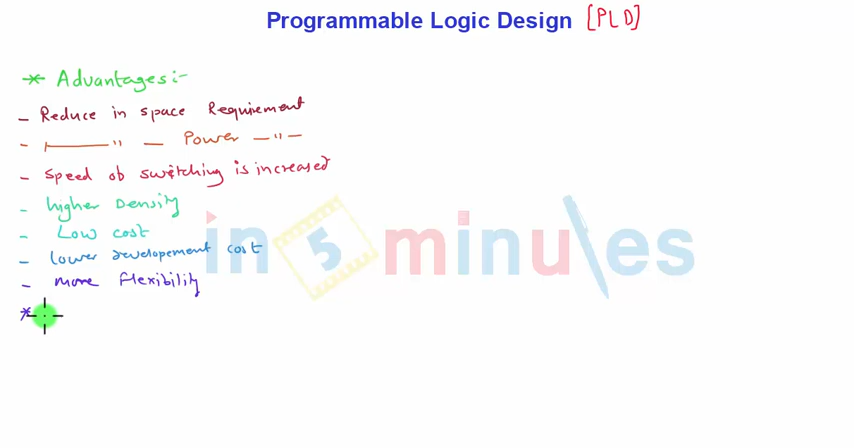 Programmable Logic Design [PLD]
* Advantages:-
- Reduce in space Requirement
- —— " — Power — " —
- Speed ob switching is increased
- higher Density
- Low cost
- lower developement cost
- more flexibility
*
in 5 minutes